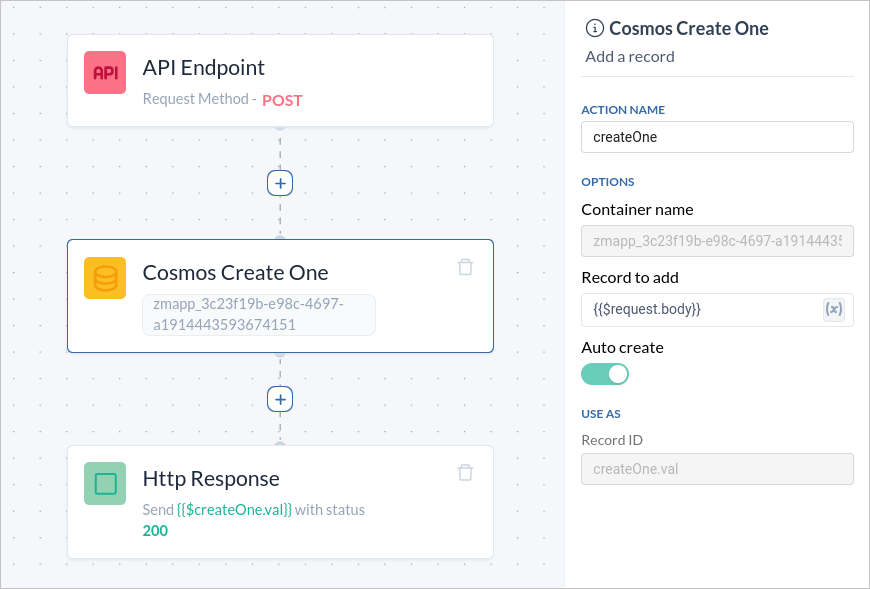 API
API Endpoint
Request Method - POST
Cosmos Create One
zmapp_3c23f19b-e98c-4697-
a1914443593674151
Http Response
Send {{$createOne.val}} with status
200
Cosmos Create One
Add a record
ACTION NAME
createOne
OPTIONS
Container name
zmapp_3c23f19b-e98c-4697-a19144435
Record to add
{{$request.body}}
(x)
Auto create
USE AS
Record ID
createOne.val